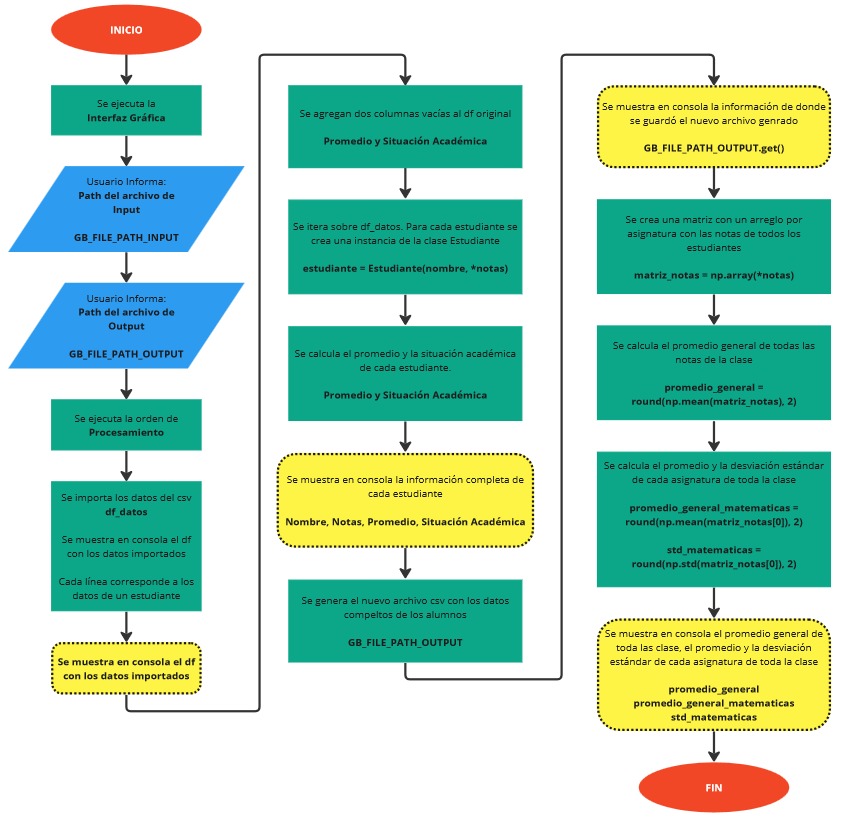 INICIO
Se ejecuta la
Interfaz Gráfica
Usuario Informa:
Path del archivo de
Input
GB_FILE_PATH_INPUT
Usuario Informa:
Path del archivo de
Output
GB_FILE_PATH_OUTPUT
Se ejecuta la orden de
Procesamiento
Se importa los datos del csv
df_datos
Se muestra en consola el df
con los datos importados
Cada línea corresponde a los
datos de un estudiante
Se muestra en consola el df
con los datos importados
Se agregan dos columnas vacías al df original
Promedio y Situación Académica
Se itera sobre df_datos. Para cada estudiante se
crea una instancia de la clase Estudiante
estudiante = Estudiante(nombre, *notas)
Se calcula el promedio y la situación académica
de cada estudiante.
Promedio y Situación Académica
Se muestra en consola la información completa de
cada estudiante
Nombre, Notas, Promedio, Situación Académica
Se genera el nuevo archivo csv con los datos
compeltos de los alumnos
GB_FILE_PATH_OUTPUT
Se muestra en consola la información de donde
se guardó el nuevo archivo genrado
GB_FILE_PATH_OUTPUT.get()
Se crea una matriz con un arreglo por
asignatura con las notas de todos los
estudiantes
matriz_notas = np.array(*notas)
Se calcula el promedio general de todas las
notas de la clase
promedio_general =
round(np.mean(matriz_notas), 2)
Se calcula el promedio y la desviación estándar
de cada asignatura de toda la clase
promedio_general_matematicas =
round(np.mean(matriz_notas[0]), 2)
std_matematicas =
round(np.std(matriz_notas[0]), 2)
Se muestra en consola el promedio general de
toda las clase, el promedio y la desviación
estándar de cada asignatura de toda la clase
promedio_general
promedio_general_matematicas
std_matematicas
FIN